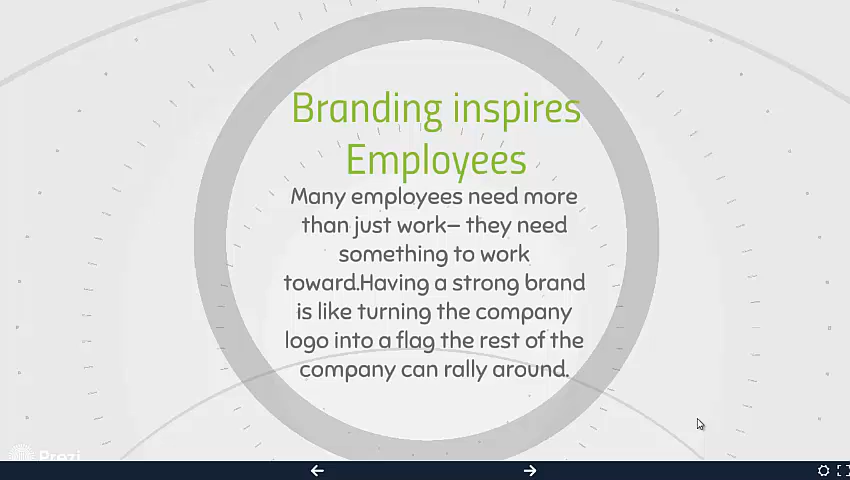 Branding inspires
Employees
Many employees need more
than just work– they need
something to work
toward.Having a strong brand
is like turning the company
logo into a flag the rest of the
company can rally around.
Prezi